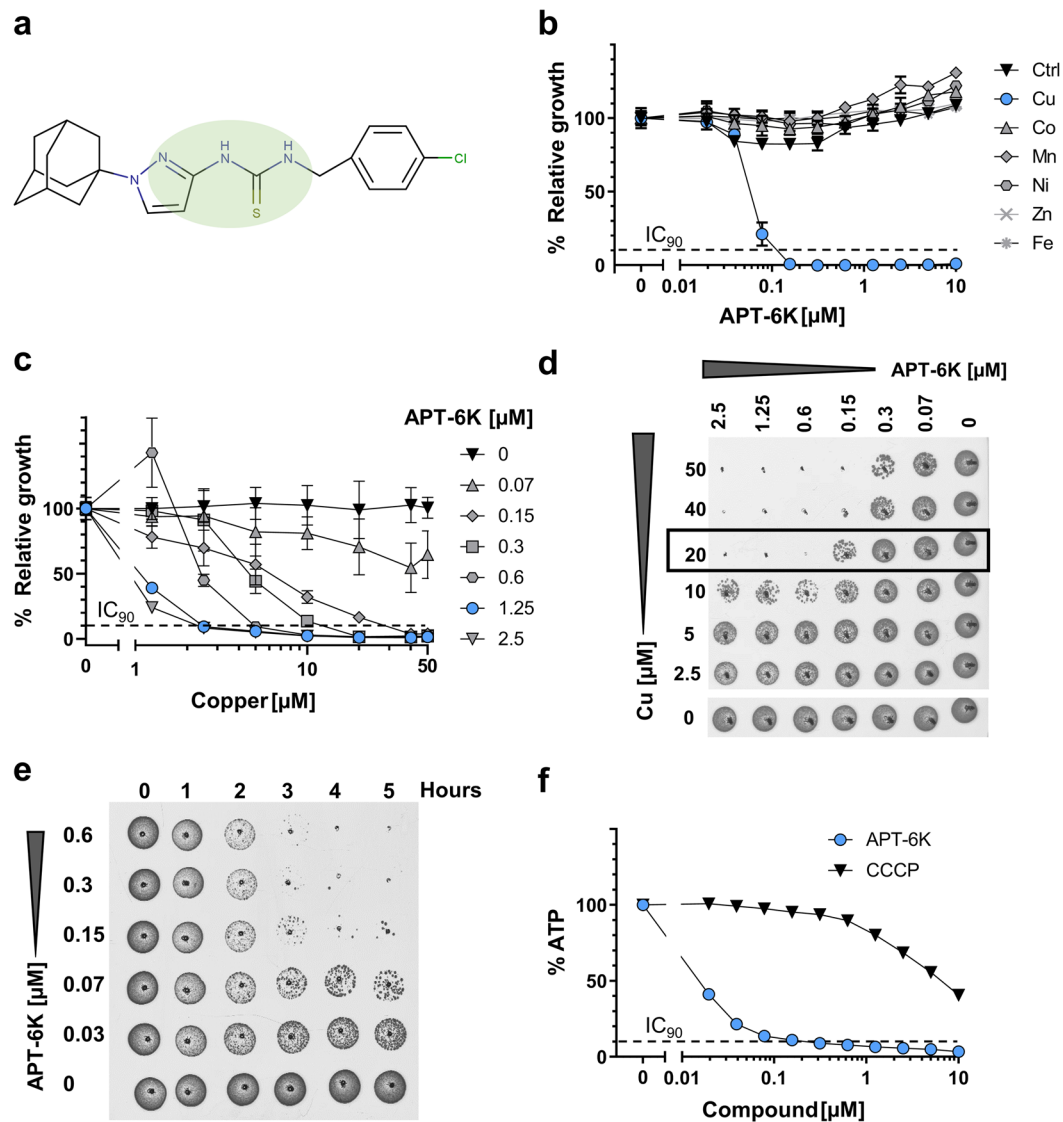 a
N
N
H
N
S
H
N
Cl
b
% Relative growth
100
50
0
IC90
0
0.01
0.1
1
10
APT-6K [µM]
Ctrl
Cu
Co
Mn
Ni
Zn
Fe
c
% Relative growth
100
50
0
IC90
0
1
10
50
Copper [µM]
APT-6K [µM]
0
0.07
0.15
0.3
0.6
1.25
2.5
d
APT-6K [µM]
2.5 1.25 0.6 0.15 0.3 0.07 0
Cu [µM]
50
40
20
10
5
2.5
0
e
0 1 2 3 4 5 Hours
APT-6K [µM]
0.6
0.3
0.15
0.07
0.03
0
f
% ATP
100
50
0
IC90
0
0.01
0.1
1
10
Compound [µM]
APT-6K
CCCP